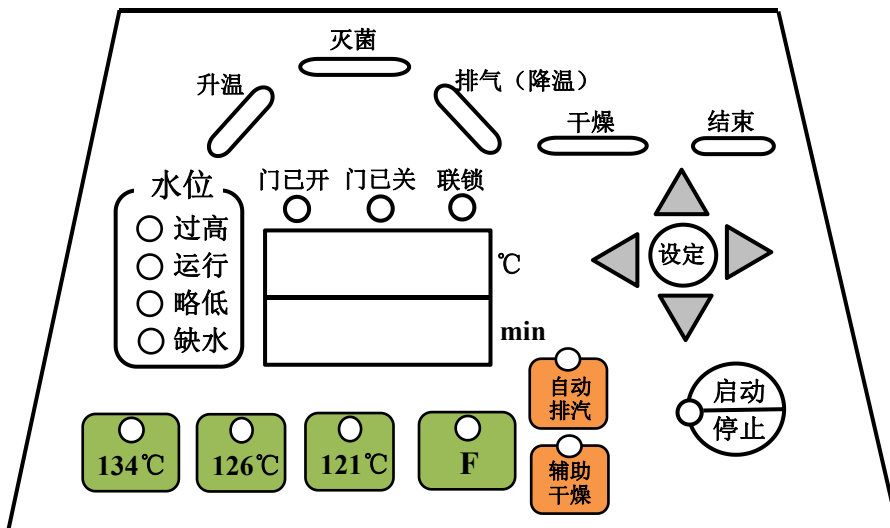 灭菌
升温
排气（降温）
干燥
结束
门已开
门已关
联锁
水位
过高
运行
略低
缺水
℃
min
设定
自动
排汽
启动
停止
134℃
126℃
121℃
F
辅助
干燥